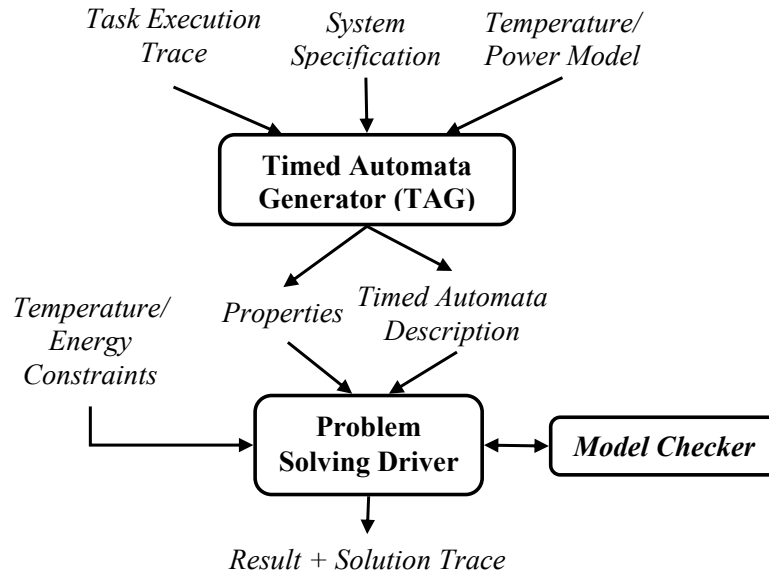 Task Execution
Trace
System
Specification
Temperature/
Power Model
Timed Automata
Generator (TAG)
Temperature/
Energy
Constraints
Properties
Timed Automata
Description
Problem
Solving Driver
Model Checker
Result + Solution Trace